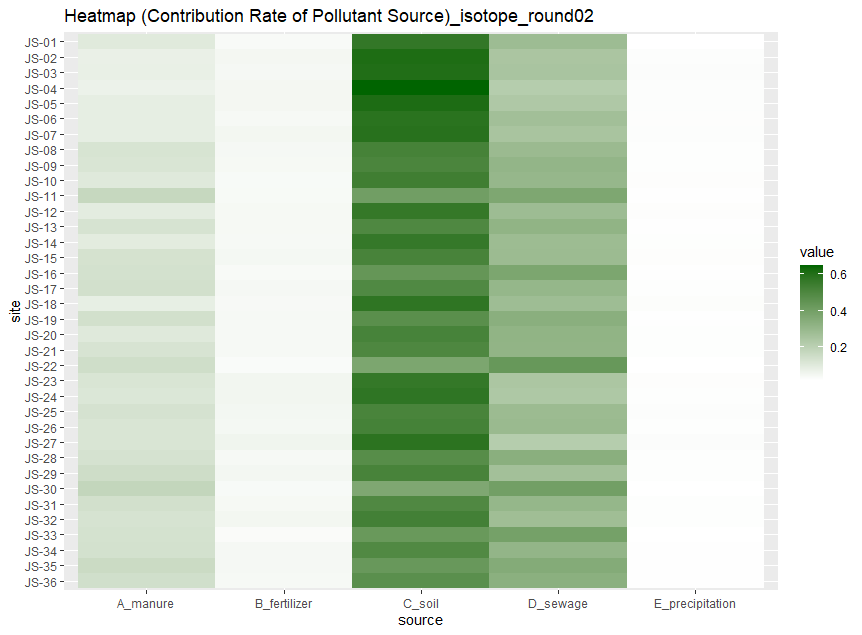 Heatmap (Contribution Rate of Pollutant Source)_isotope_round02
JS-01
JS-02
JS-03
JS-04
JS-05
JS-06
JS-07
JS-08
JS-09
JS-10
JS-11
JS-12
JS-13
JS-14
JS-15
JS-16
JS-17
JS-18
JS-19
JS-20
JS-21
JS-22
JS-23
JS-24
JS-25
JS-26
JS-27
JS-28
JS-29
JS-30
JS-31
JS-32
JS-33
JS-34
JS-35
JS-36
site
A_manure B_fertilizer C_soil D_sewage E_precipitation
source
value
0.6
0.4
0.2